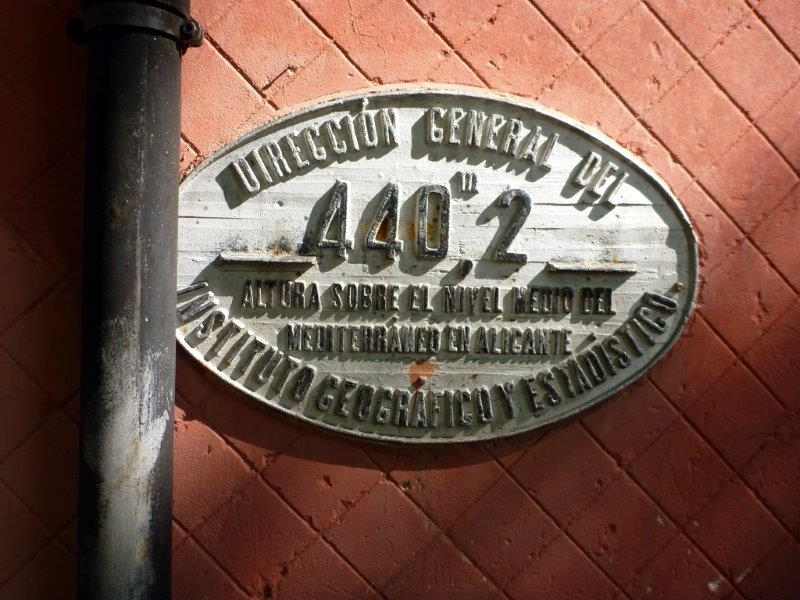 DIRECCIÓN GENERAL DEL
440m,2
ALTURA SOBRE EL NIVEL MEDIO DEL
MEDITERRÁNEO EN ALICANTE
INSTITUTO GEOGRÁFICO Y ESTADÍSTICO.